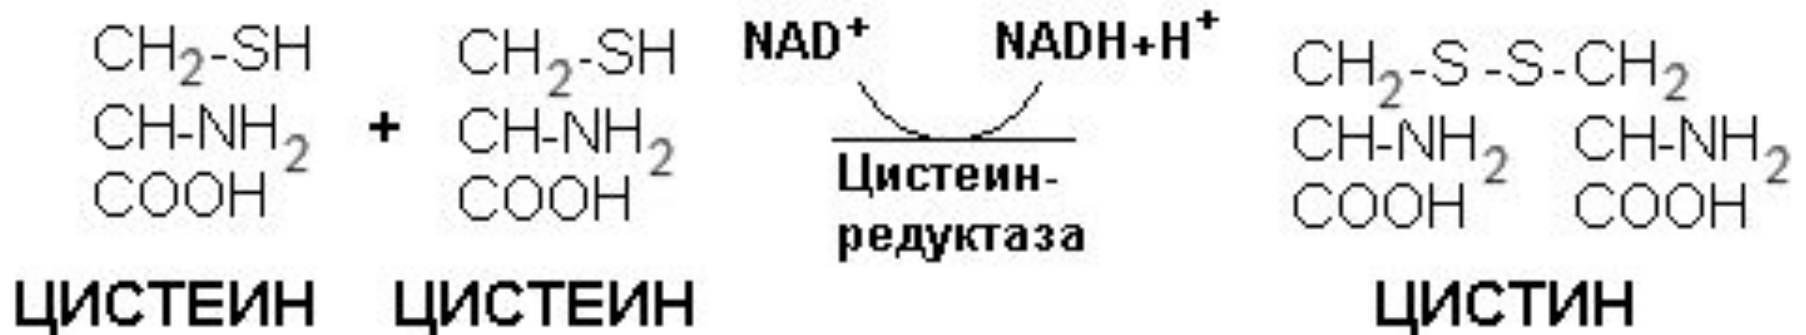 CH2-SH CH2-SH NAD+ NADH+H+ CH2-S-S-CH2
CH-NH2 + CH-NH2 CH-NH2 CH-NH2
COOH COOH Цистеин- COOH COOH
редуктаза
ЦИСТЕИН ЦИСТЕИН ЦИСТИН